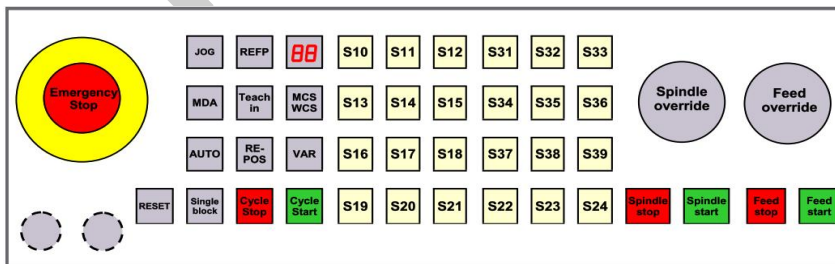 JOG REFP 88 S10 S11 S12 S31 S32 S33
Emergency
Stop
MDA Teach
in MCS
WCS S13 S14 S15 S34 S35 S36
Spindle
override Feed
override
AUTO RE-
POS VAR S16 S17 S18 S37 S38 S39
RESET Single
block Cycle
Stop Cycle
Start S19 S20 S21 S22 S23 S24 Spindle
stop Spindle
start Feed
stop Feed
start